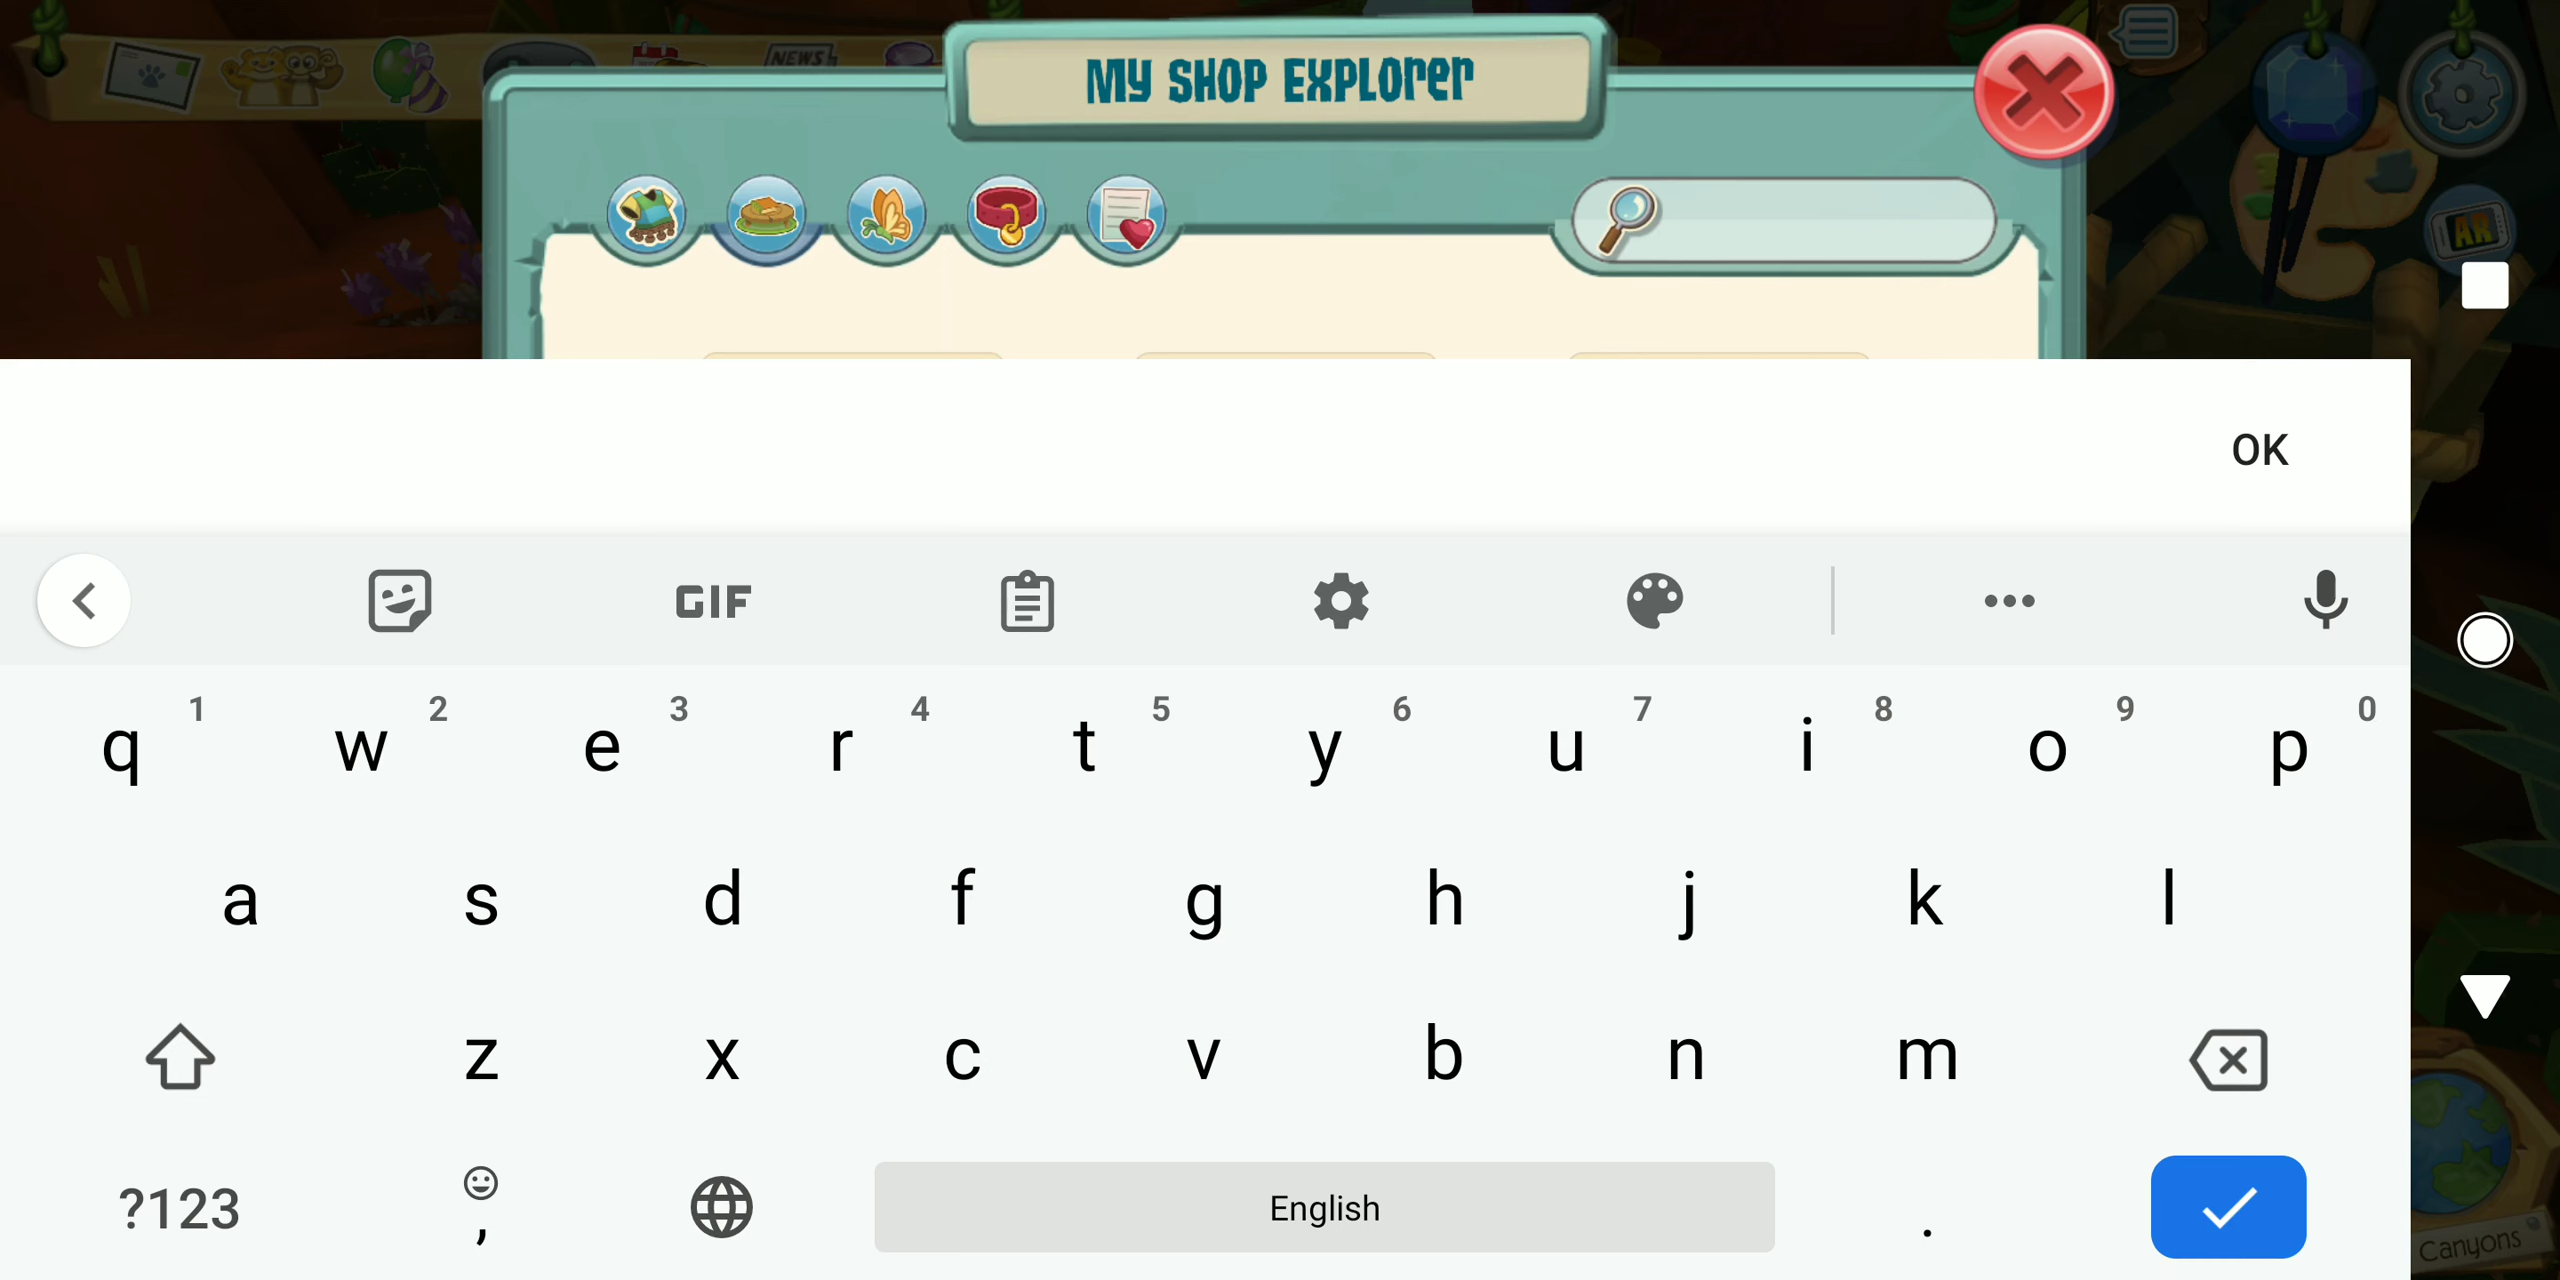 NEWS
MY SHOP EXPLORER
AR
OK
GIF
1 2 3 4 5 6 7 8 9 0
q w e r t y u i o p
a s d f g h j k l
z x c v b n m
?123 , English .
Canyons